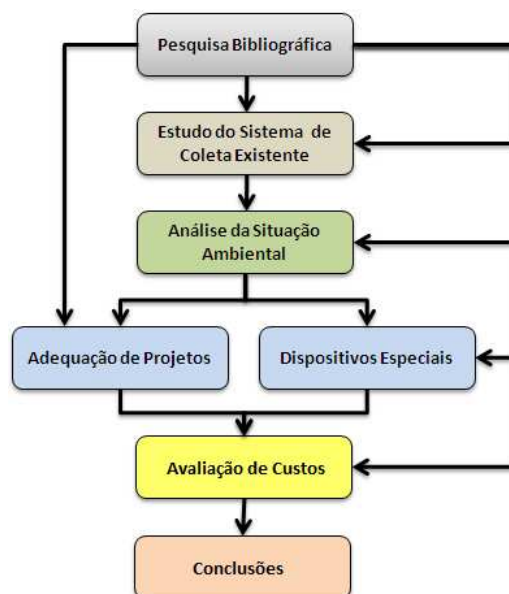 Pesquisa Bibliográfica
Estudo do Sistema de
Coleta Existente
Análise da Situação
Ambiental
Adequação de Projetos
Dispositivos Especiais
Avaliação de Custos
Conclusões